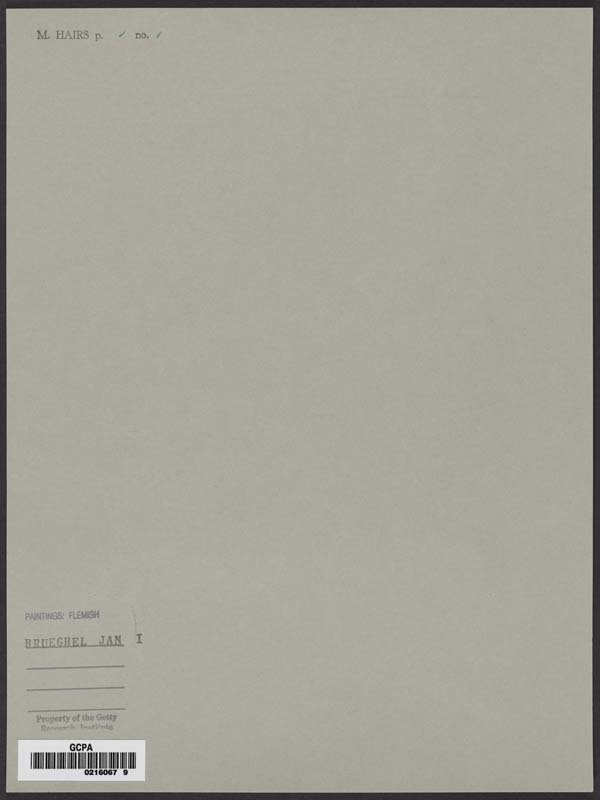 M. HAIRS p. ✓ no. /
PAINTINGS: FLEMISH
BRUEGHEL JAN I
Property of the Getty
Research Institute
GCPA
0216067 9